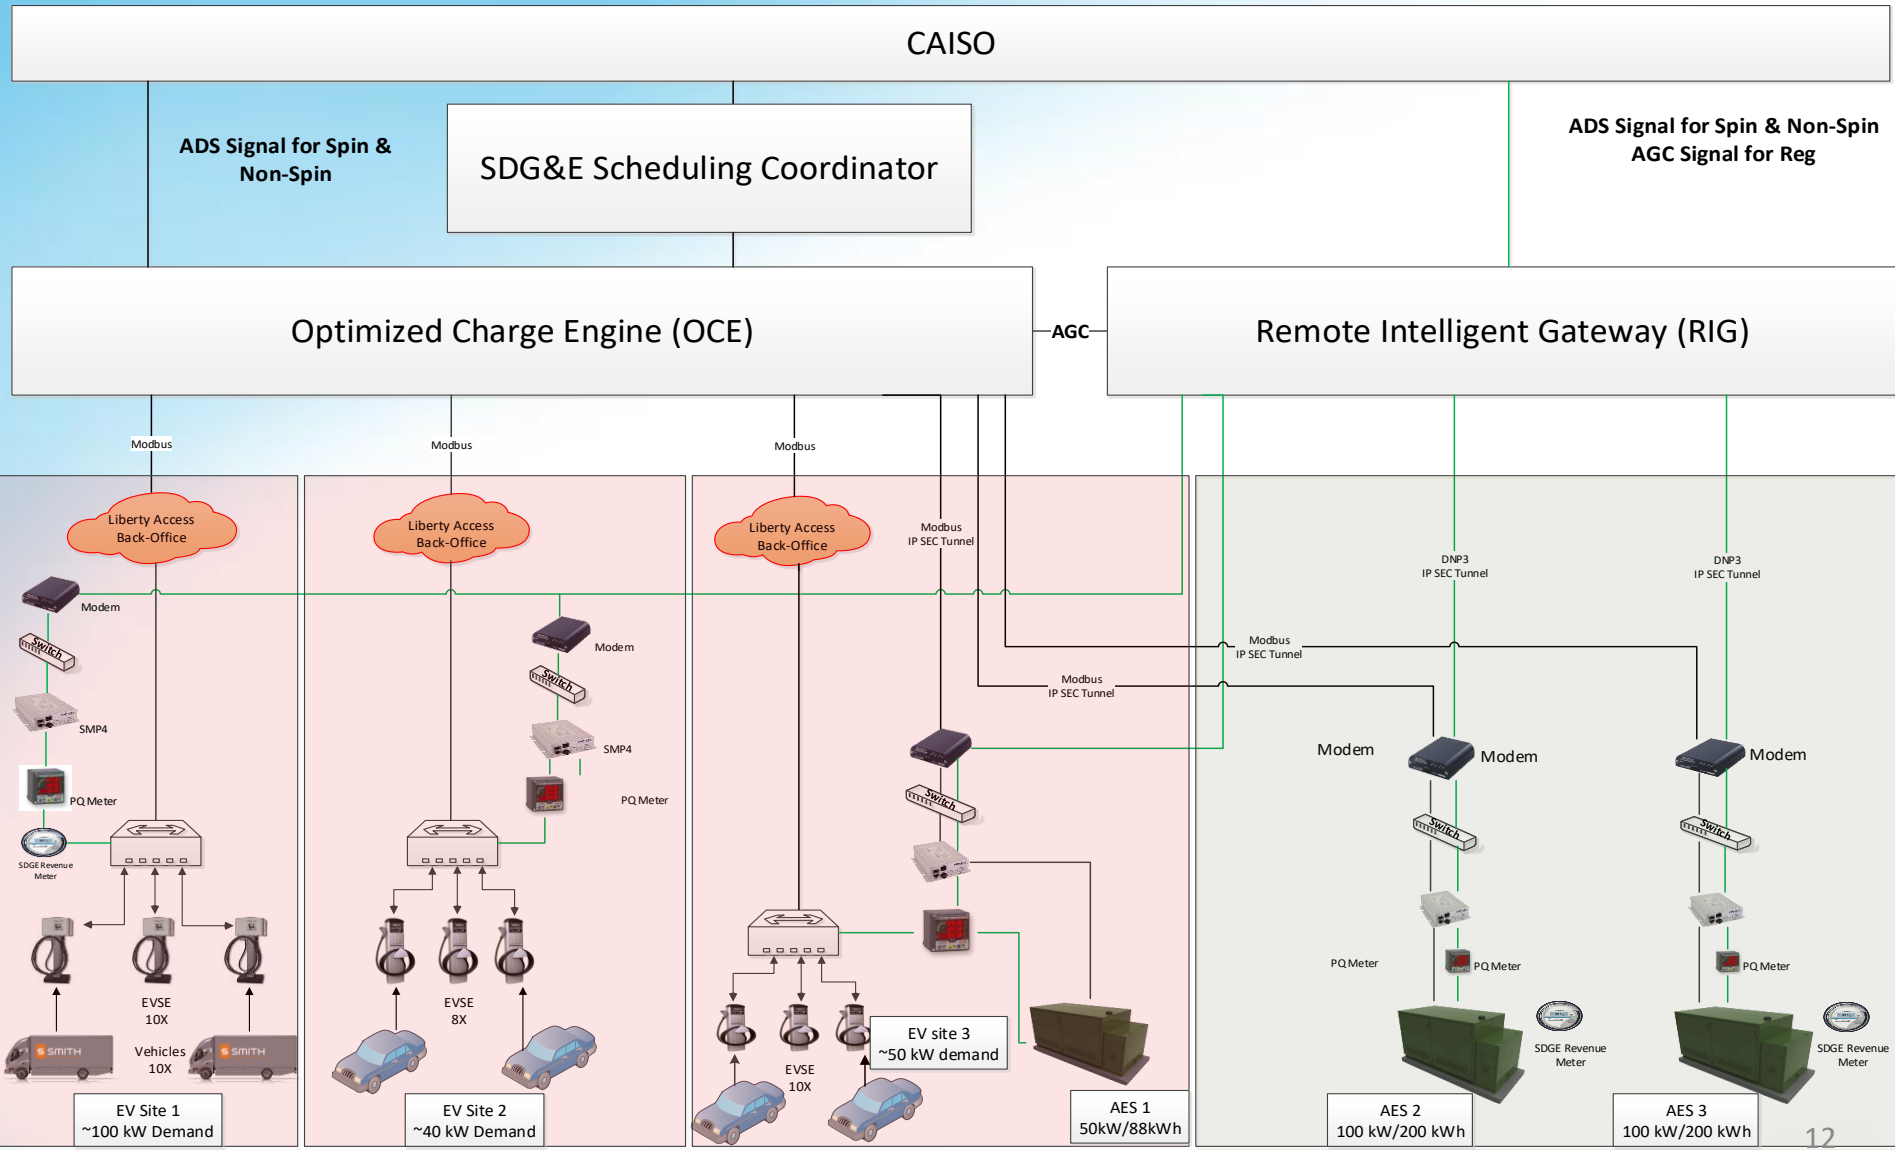 CAISO
ADS Signal for Spin &
Non-Spin
SDG&E Scheduling Coordinator
ADS Signal for Spin & Non-Spin
AGC Signal for Reg
Optimized Charge Engine (OCE)
AGC
Remote Intelligent Gateway (RIG)
Modbus
Modbus
Modbus
Liberty Access
Back-Office
Liberty Access
Back-Office
Liberty Access
Back-Office
Modbus
IP SEC Tunnel
DNP3
IP SEC Tunnel
DNP3
IP SEC Tunnel
Modem
Switch
SMP4
PQ Meter
SDGE Revenue
Meter
EVSE
10X
SMITH
Vehicles
10X
SMITH
EV Site 1
~100 kW Demand
Modem
Switch
SMP4
PQ Meter
EVSE
8X
EV Site 2
~40 kW Demand
Modbus
IP SEC Tunnel
Modbus
IP SEC Tunnel
Switch
EV site 3
~50 kW demand
EVSE
10X
AES 1
50kW/88kWh
Modem
Modem
Switch
PQ Meter
PQ Meter
SDGE Revenue
Meter
AES 2
100 kW/200 kWh
Modem
Switch
PQ Meter
SDGE Revenue
Meter
AES 3
100 kW/200 kWh
12